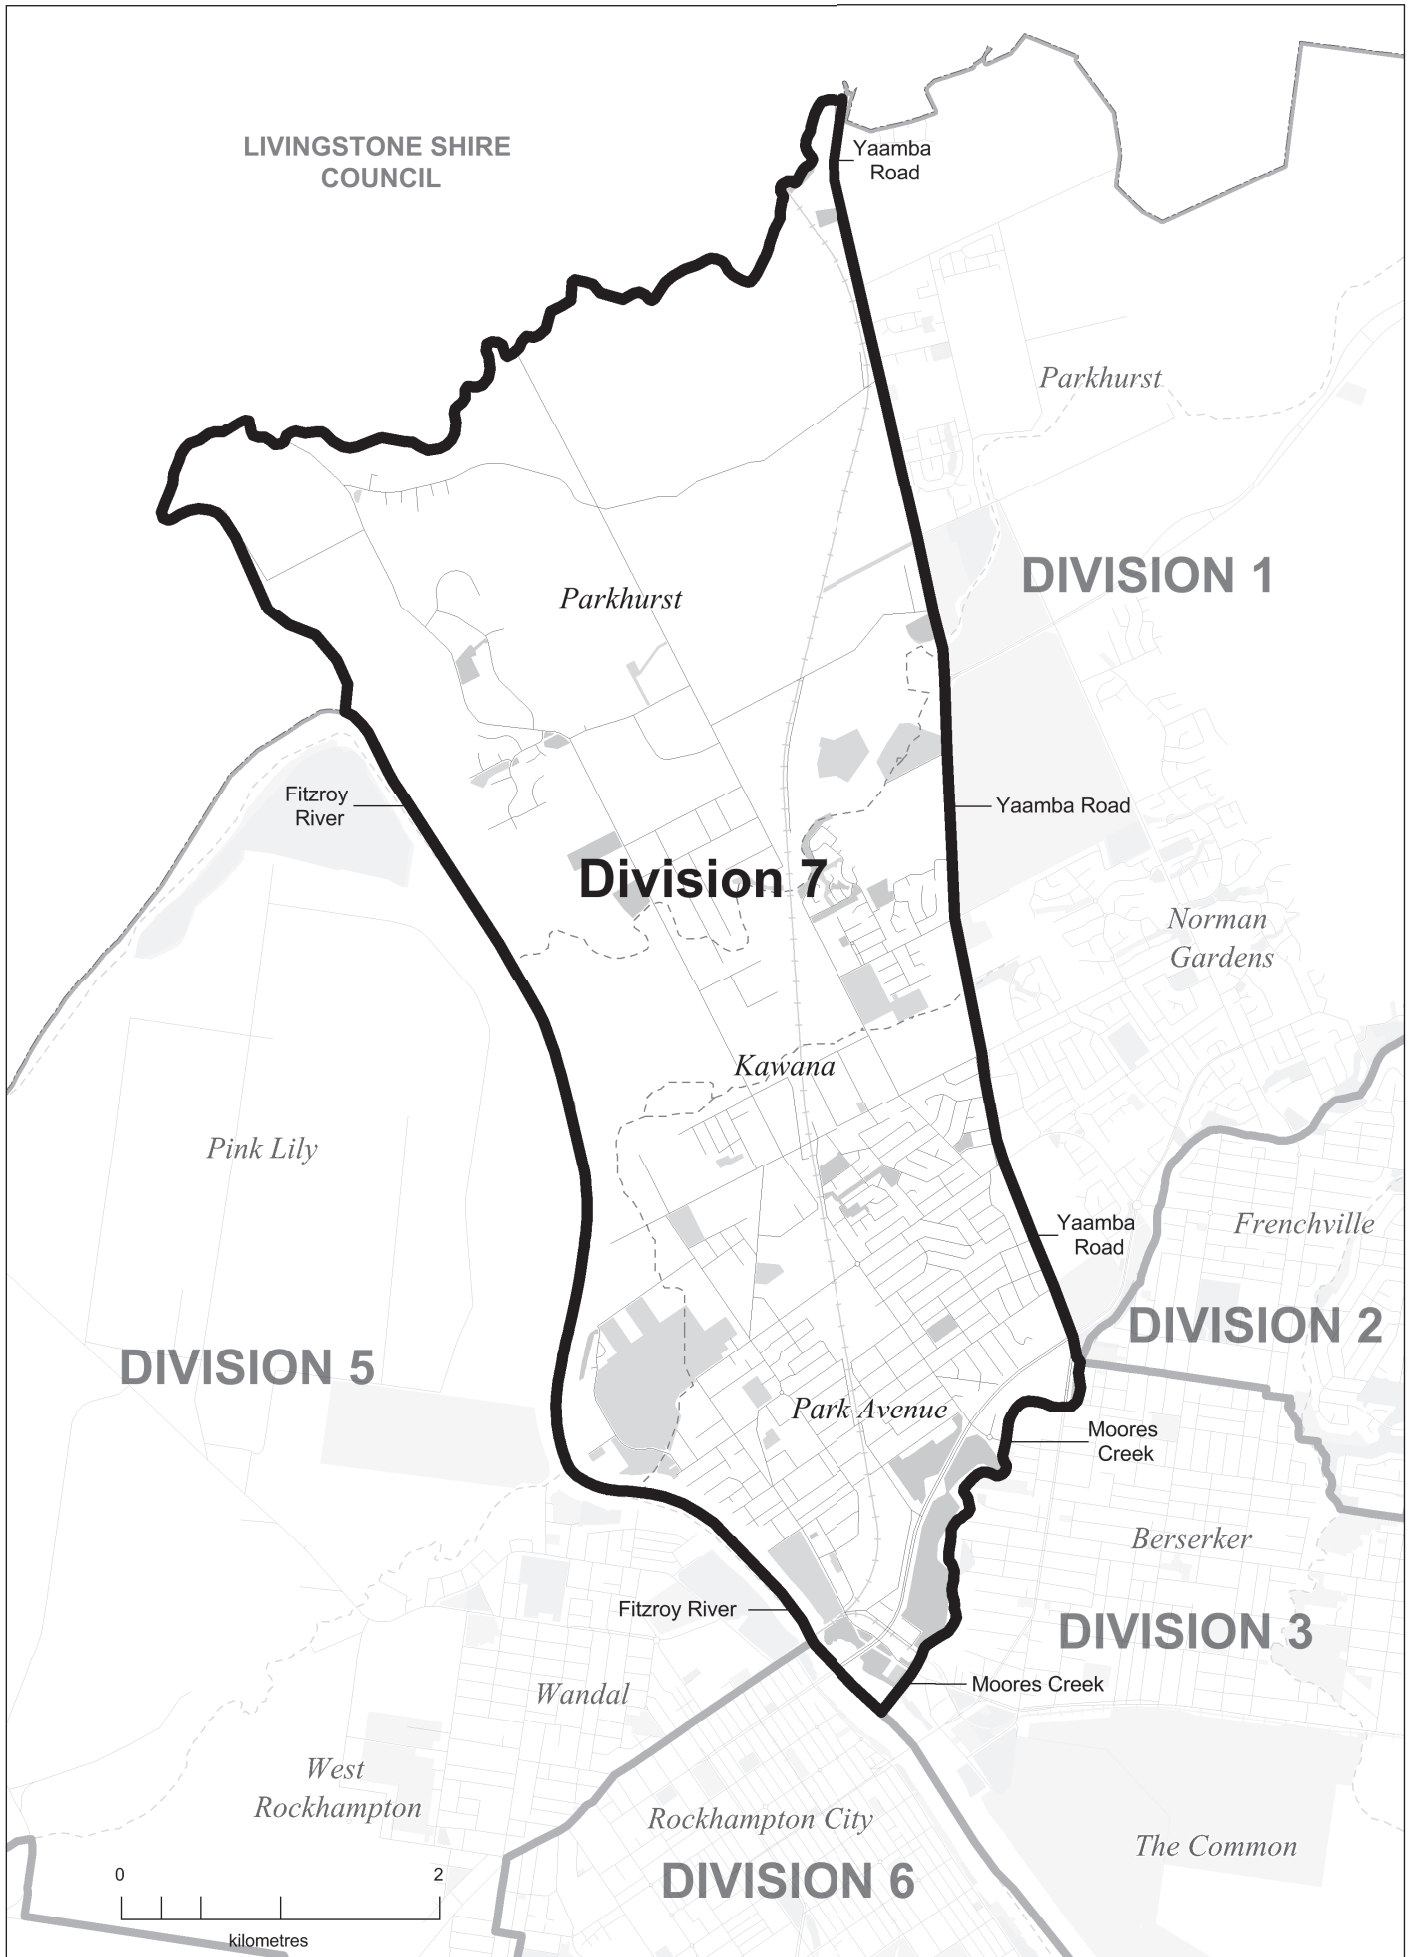 LIVINGSTONE SHIRE
COUNCIL
Yaamba
Road
Parkhurst
DIVISION 1
Parkhurst
Fitzroy
River
Yaamba Road
Division 7
Norman
Gardens
Kawana
Pink Lily
Yaamba
Road
Frenchville
DIVISION 2
DIVISION 5
Park Avenue
Moores
Creek
Berserker
Fitzroy River
DIVISION 3
Moores Creek
Wandal
West
Rockhampton
Rockhampton City
The Common
DIVISION 6
0 2
kilometres